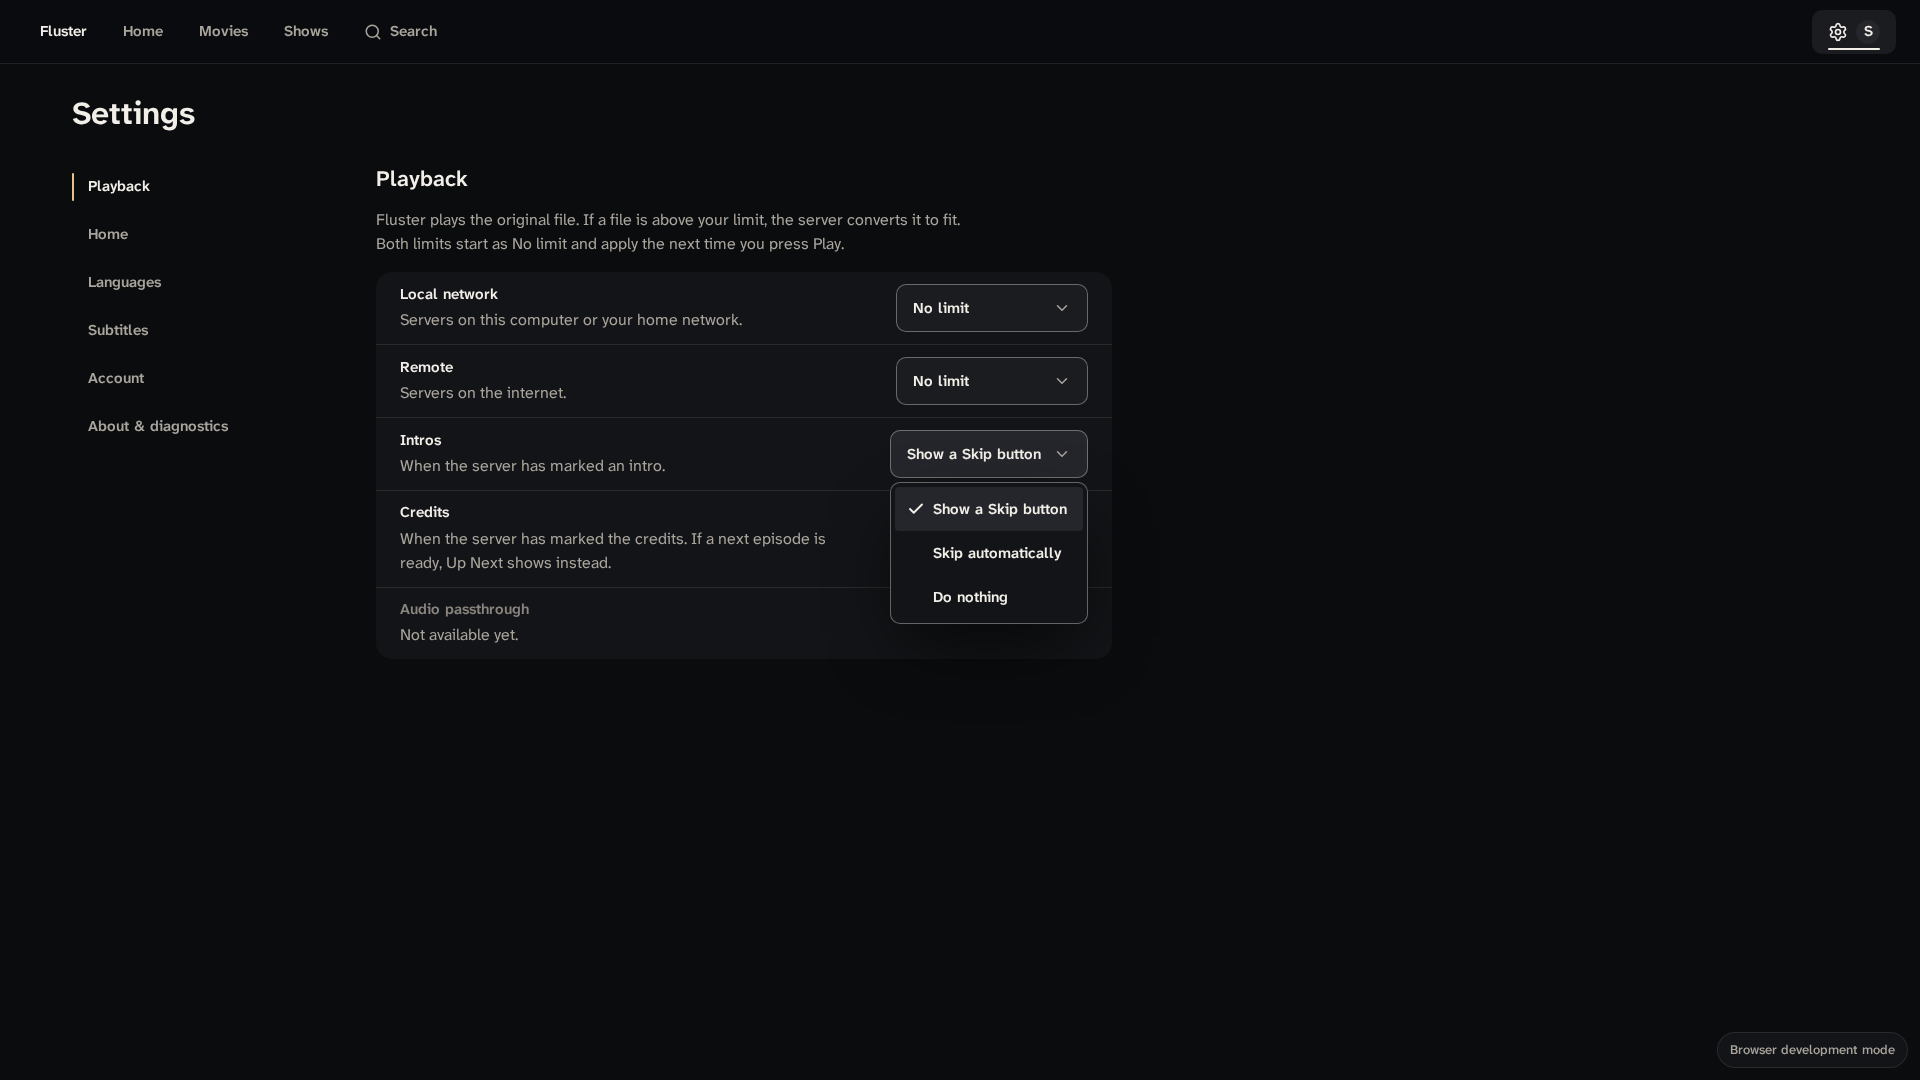 Fluster
Home
Movies
Shows
Search
S
Settings
Playback
Home
Languages
Subtitles
Account
About & diagnostics
Playback
Fluster plays the original file. If a file is above your limit, the server converts it to fit.
Both limits start as No limit and apply the next time you press Play.
Local network
Servers on this computer or your home network.
No limit
Remote
Servers on the internet.
No limit
Intros
When the server has marked an intro.
Show a Skip button
Show a Skip button
Skip automatically
Do nothing
Credits
When the server has marked the credits. If a next episode is
ready, Up Next shows instead.
Audio passthrough
Not available yet.
Browser development mode